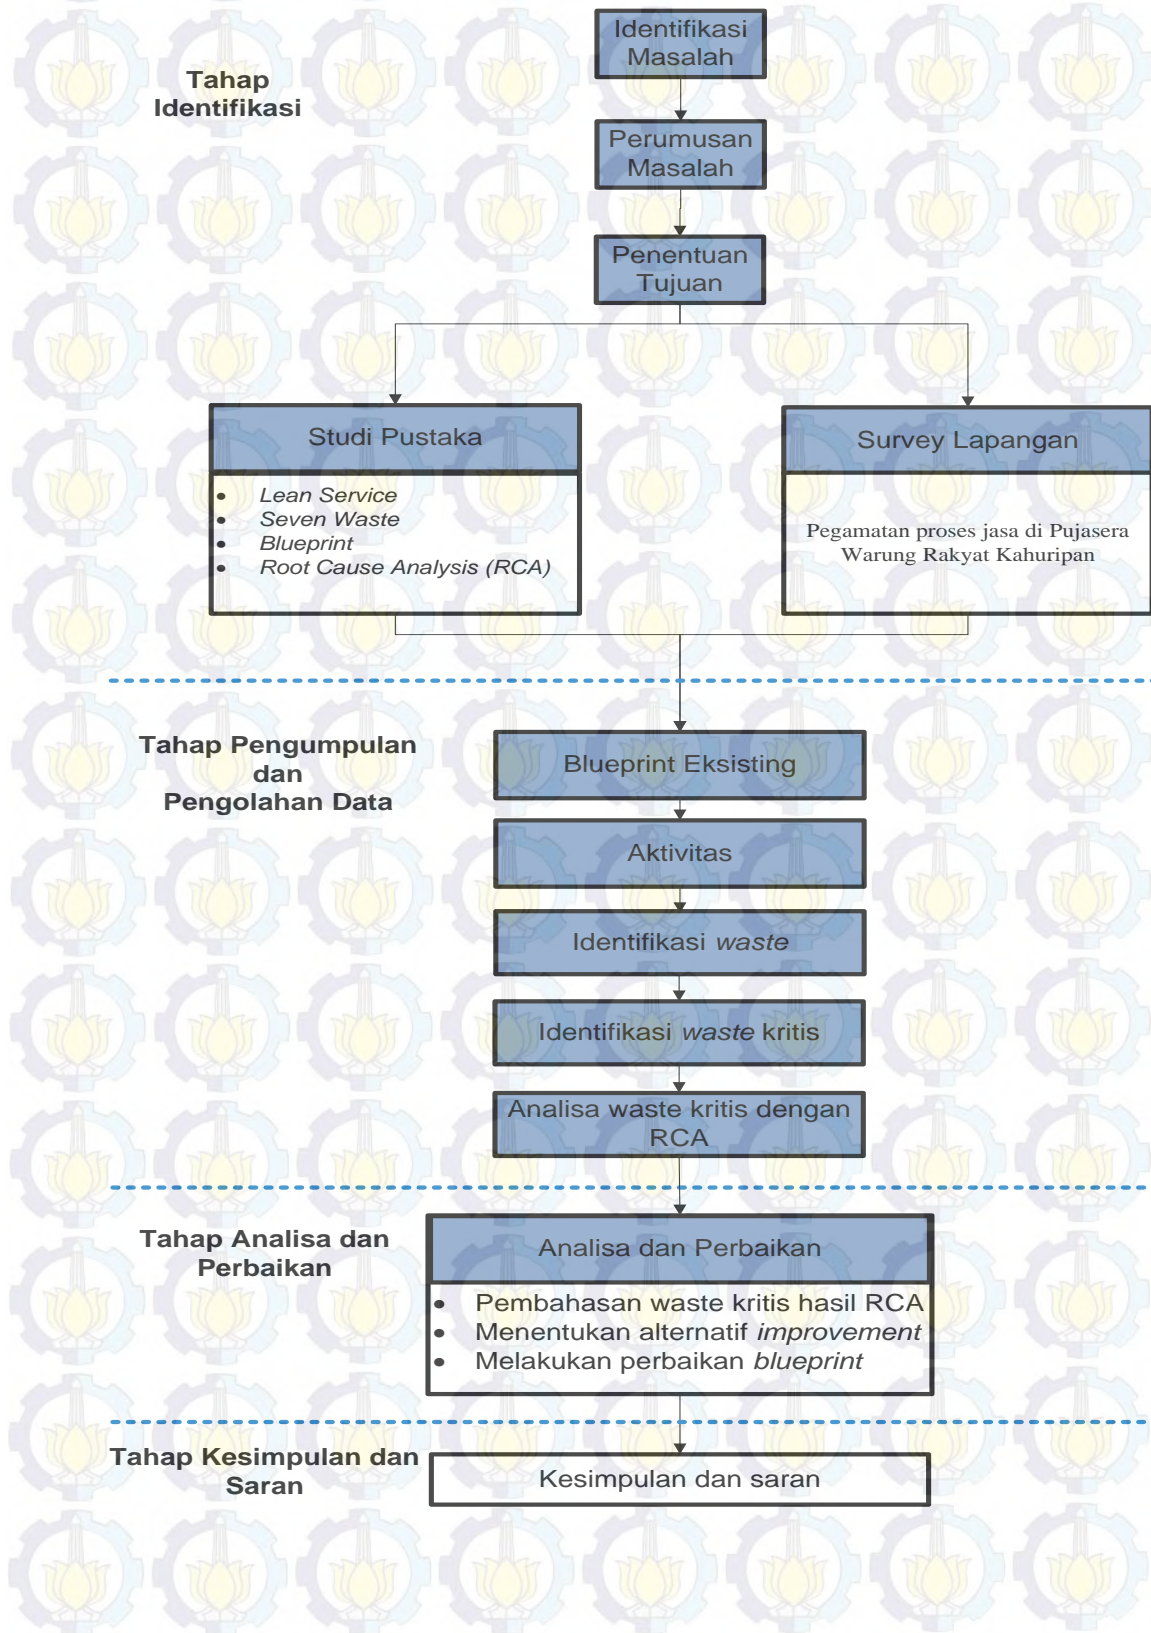 Identifikasi
Masalah
Tahap
Identifikasi
Perumusan
Masalah
Penentuan
Tujuan
Studi Pustaka
• Lean Service
• Seven Waste
• Blueprint
• Root Cause Analysis (RCA)
Survey Lapangan
Pegamatan proses jasa di Pujasera
Warung Rakyat Kahuripan
Tahap Pengumpulan
dan
Pengolahan Data
Blueprint Eksisting
Aktivitas
Identifikasi waste
Identifikasi waste kritis
Analisa waste kritis dengan
RCA
Tahap Analisa dan
Perbaikan
Analisa dan Perbaikan
• Pembahasan waste kritis hasil RCA
• Menentukan alternatif improvement
• Melakukan perbaikan blueprint
Tahap Kesimpulan dan
Saran
Kesimpulan dan saran